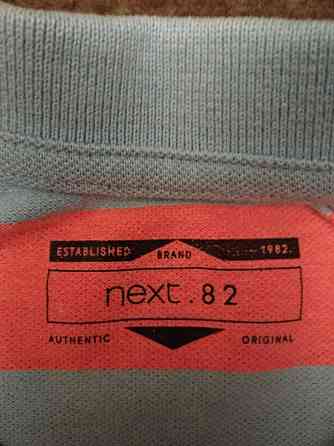 ESTABLISHED BRAND 1982.
next.82
AUTHENTIC ORIGINAL